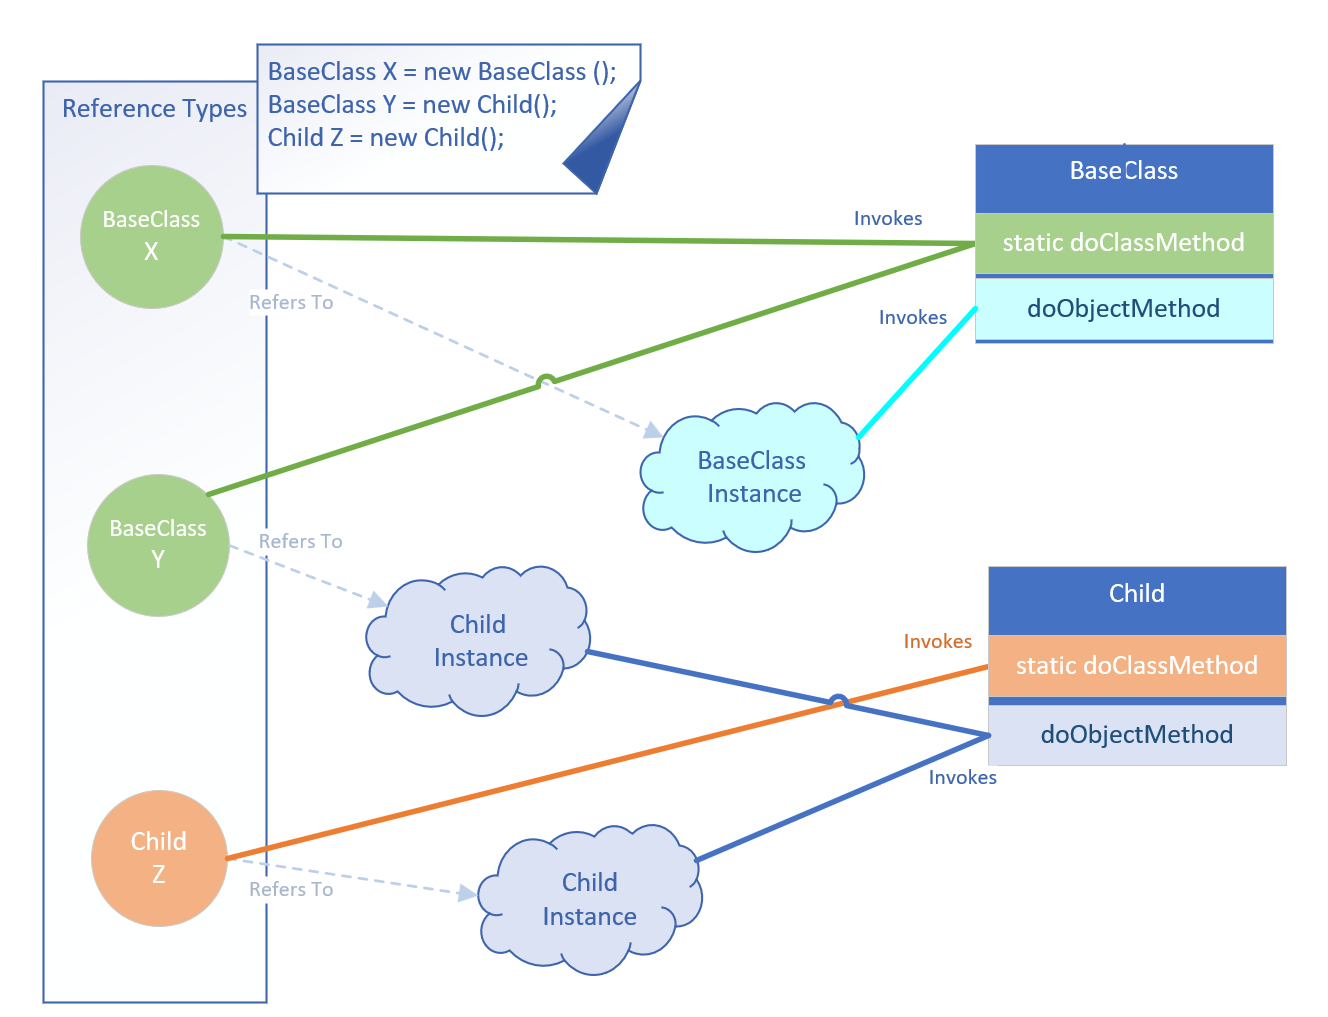 BaseClass X = new BaseClass ();
BaseClass Y = new Child();
Child Z = new Child();
Reference Types
BaseClass
X
Refers To
Invokes
BaseClass
static doClassMethod
doObjectMethod
Invokes
BaseClass
Instance
BaseClass
Y
Refers To
Child
Instance
Child
static doClassMethod
doObjectMethod
Invokes
Invokes
Child
Z
Refers To
Child
Instance